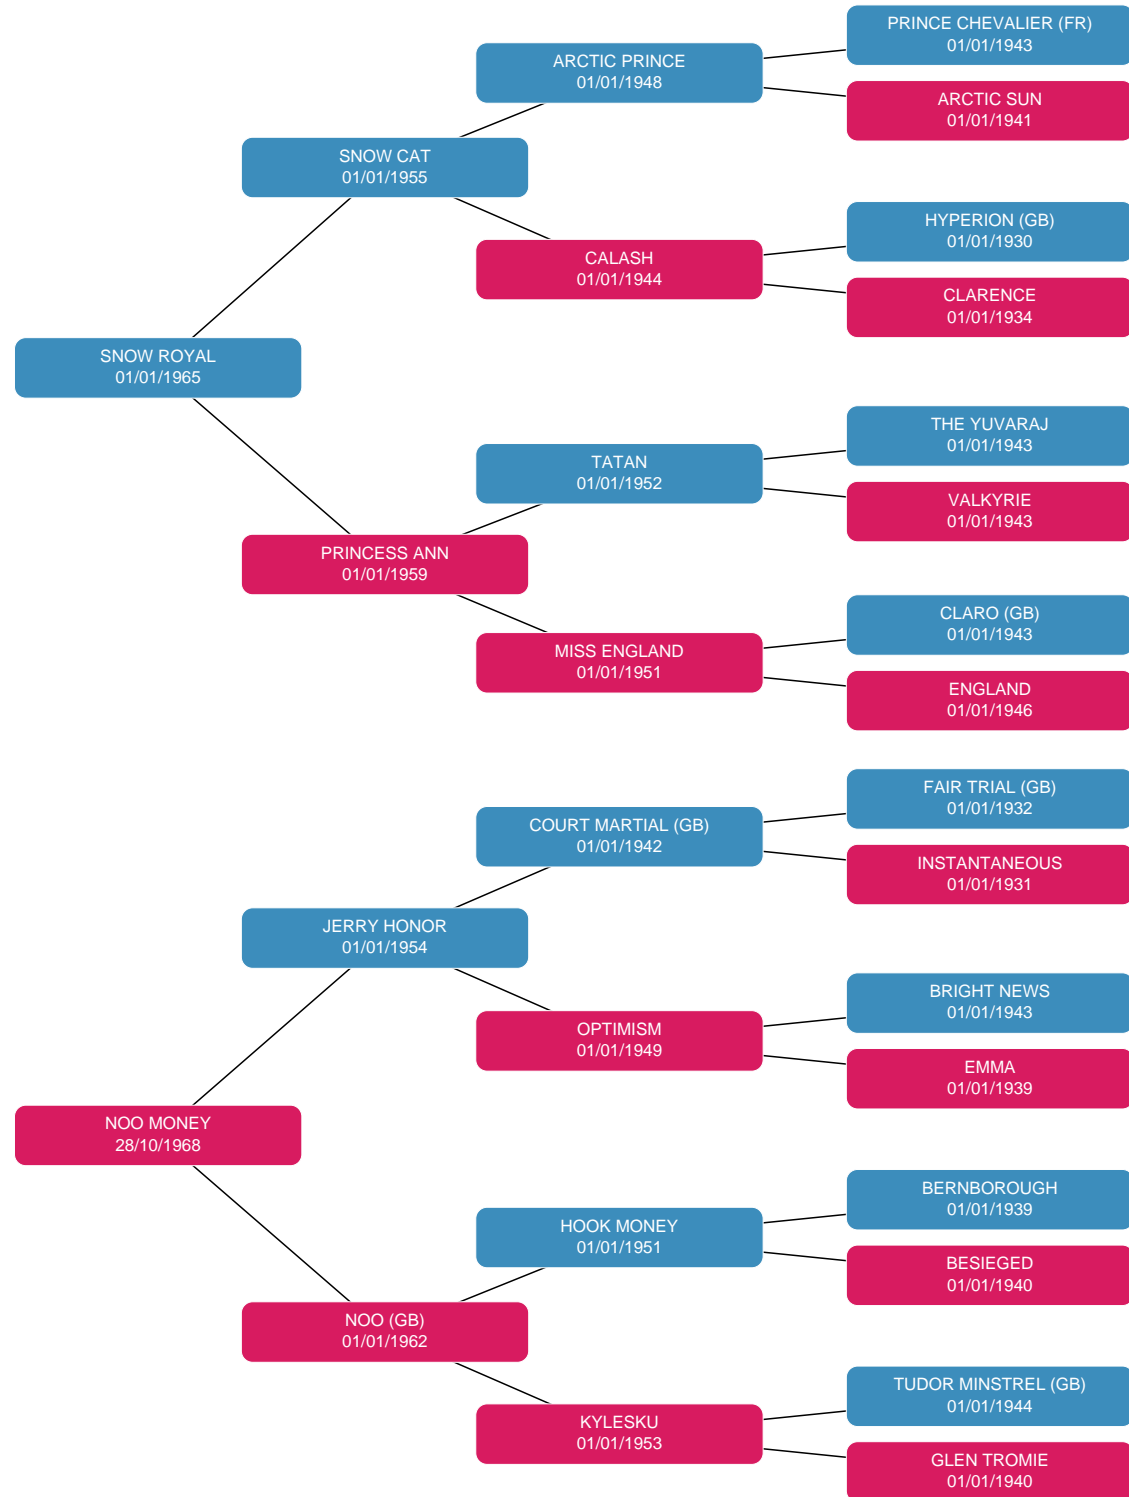 PRINCE CHEVALIER (FR)
01/01/1943
ARCTIC PRINCE
01/01/1948
ARCTIC SUN
01/01/1941
SNOW CAT
01/01/1955
HYPERION (GB)
01/01/1930
CALASH
01/01/1944
CLARENCE
01/01/1934
SNOW ROYAL
01/01/1965
THE YUVARAJ
01/01/1943
TATAN
01/01/1952
VALKYRIE
01/01/1943
PRINCESS ANN
01/01/1959
CLARO (GB)
01/01/1943
MISS ENGLAND
01/01/1951
ENGLAND
01/01/1946
FAIR TRIAL (GB)
01/01/1932
COURT MARTIAL (GB)
01/01/1942
INSTANTANEOUS
01/01/1931
JERRY HONOR
01/01/1954
BRIGHT NEWS
01/01/1943
OPTIMISM
01/01/1949
EMMA
01/01/1939
NOO MONEY
28/10/1968
BERNBOROUGH
01/01/1939
HOOK MONEY
01/01/1951
BESIEGED
01/01/1940
NOO (GB)
01/01/1962
TUDOR MINSTREL (GB)
01/01/1944
KYLESKU
01/01/1953
GLEN TROMIE
01/01/1940